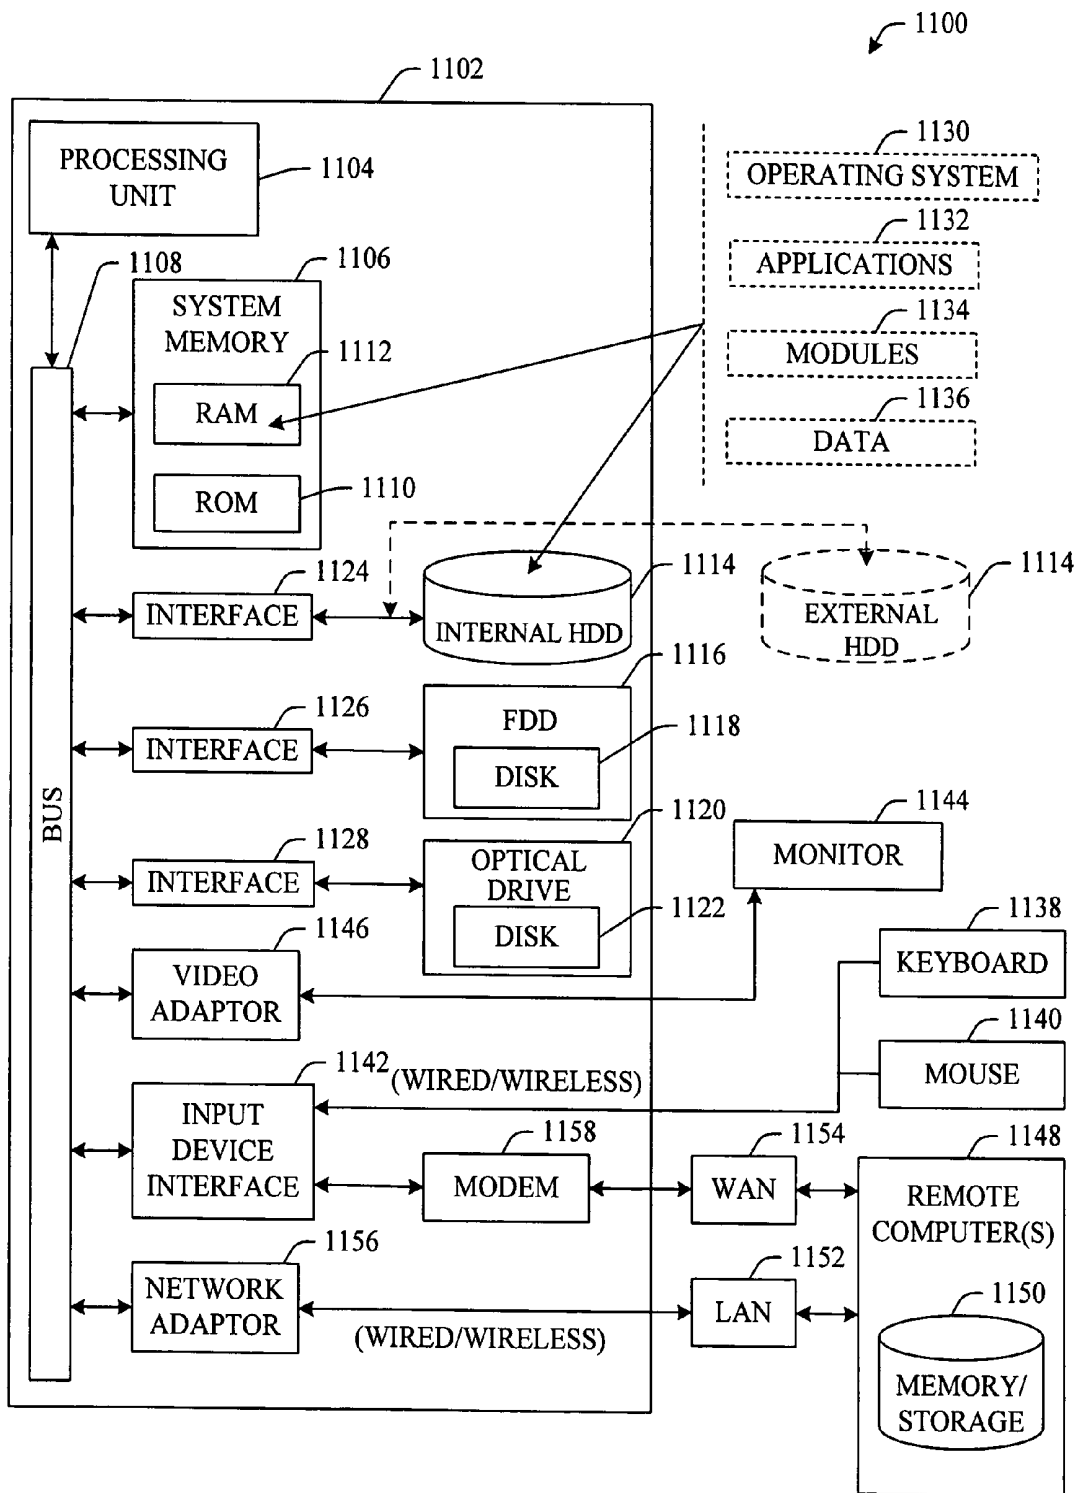 1100
1102
PROCESSING
UNIT
1104
1130
OPERATING SYSTEM
1132
APPLICATIONS
1134
MODULES
1136
DATA
1108
1106
SYSTEM
MEMORY
1112
RAM
1110
ROM
1124
INTERFACE
1114
INTERNAL HDD
1114
EXTERNAL
HDD
1126
INTERFACE
1116
FDD
1118
DISK
BUS
1128
INTERFACE
1120
OPTICAL
DRIVE
1122
DISK
1144
MONITOR
1146
VIDEO
ADAPTOR
1138
KEYBOARD
1140
MOUSE
1142
(WIRED/WIRELESS)
INPUT
DEVICE
INTERFACE
1158
MODEM
1154
WAN
1148
REMOTE
COMPUTER(S)
1156
NETWORK
ADAPTOR
(WIRED/WIRELESS)
1152
LAN
1150
MEMORY/
STORAGE